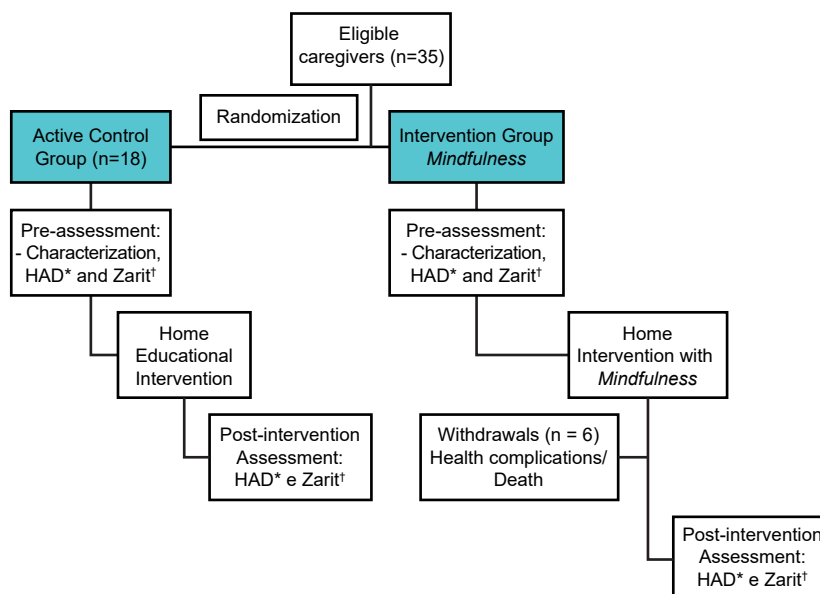 Eligible
caregivers (n=35)
Randomization
Active Control
Group (n=18)
Intervention Group
Mindfulness
Pre-assessment:
- Characterization,
HAD* and Zarit†
Pre-assessment:
- Characterization,
HAD* and Zarit†
Home
Educational
Intervention
Home
Intervention with
Mindfulness
Post-intervention
Assessment:
HAD* e Zarit†
Withdrawals (n = 6)
Health complications/
Death
Post-intervention
Assessment:
HAD* e Zarit†